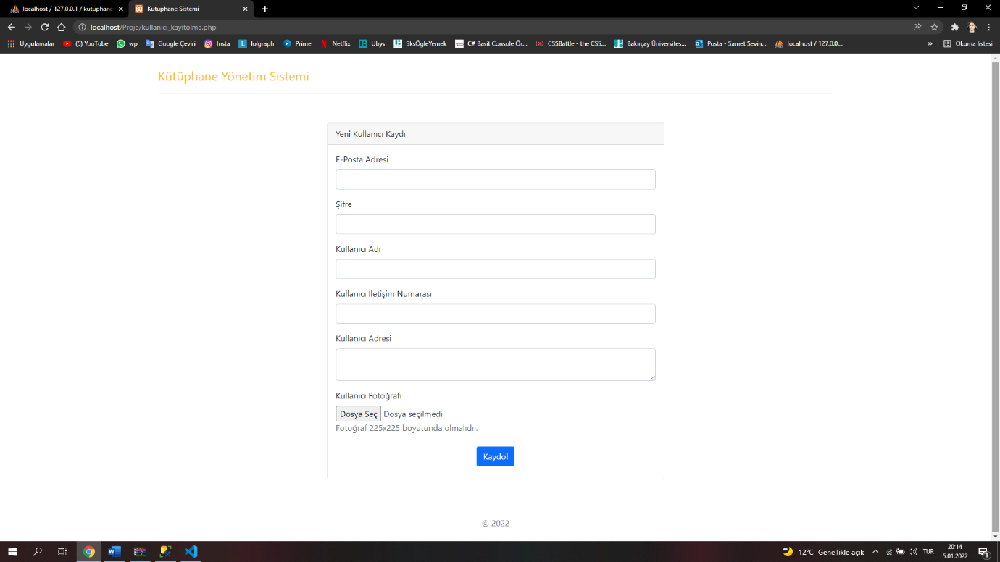 localhost / 127.0.0.1 / kutuphane
Kütüphane Sistemi
localhost/Proje/kullanici_kayitolma.php
Uygulamalar (5) YouTube wp Google Çeviri Insta lolgraph Prime Netflix Ubys SksÖgleYemek C# Basit Console Ör... CSSBattle - the CSS... Bakırçay Üniversites... Posta - Samet Sevin... localhost / 127.0.0.... » Okuma listesi
Kütüphane Yönetim Sistemi
Yeni Kullanıcı Kaydı
E-Posta Adresi
Şifre
Kullanıcı Adı
Kullanıcı İletişim Numarası
Kullanıcı Adresi
Kullanıcı Fotoğrafı
Dosya Seç Dosya seçilmedi
Fotoğraf 225x225 boyutunda olmalıdır.
Kaydol
© 2022
12°C Genellikle açık TUR 20:14
5.01.2022